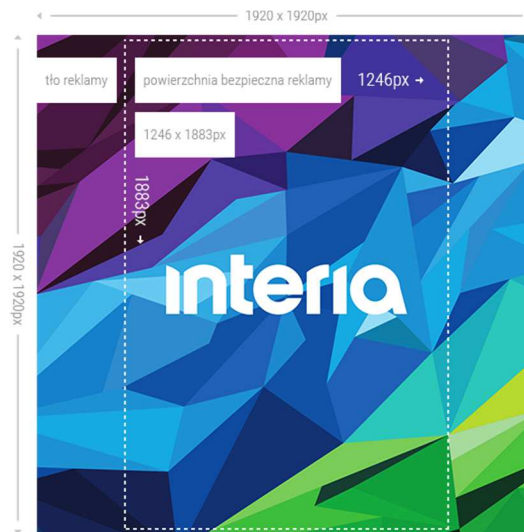 1920 x 1920px
tło reklamy
powierzchnia bezpieczna reklamy
1246px
1246 x 1883px
1883px
1920 x 1920px
interia